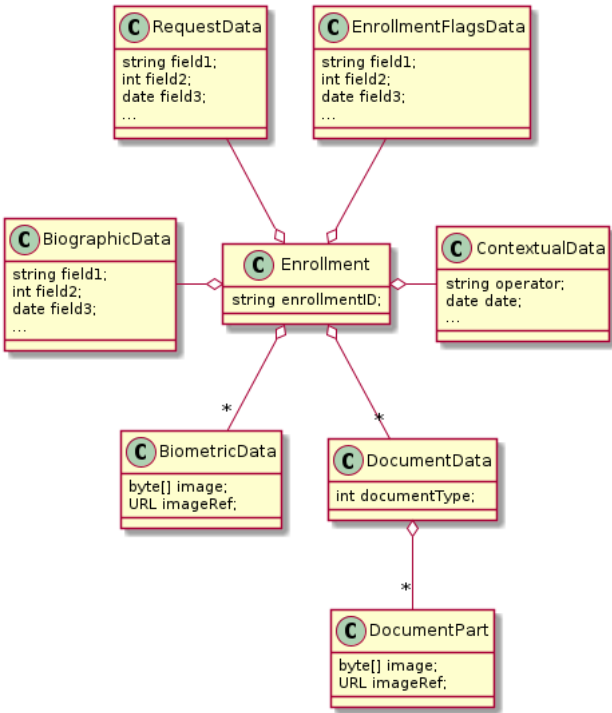 C RequestData
string field1;
int field2;
date field3;
...
C EnrollmentFlagsData
string field1;
int field2;
date field3;
...
C BiographicData
string field1;
int field2;
date field3;
...
C Enrollment
string enrollmentID;
C ContextualData
string operator;
date date;
...
*
*
C BiometricData
byte[] image;
URL imageRef;
C DocumentData
int documentType;
*
C DocumentPart
byte[] image;
URL imageRef;